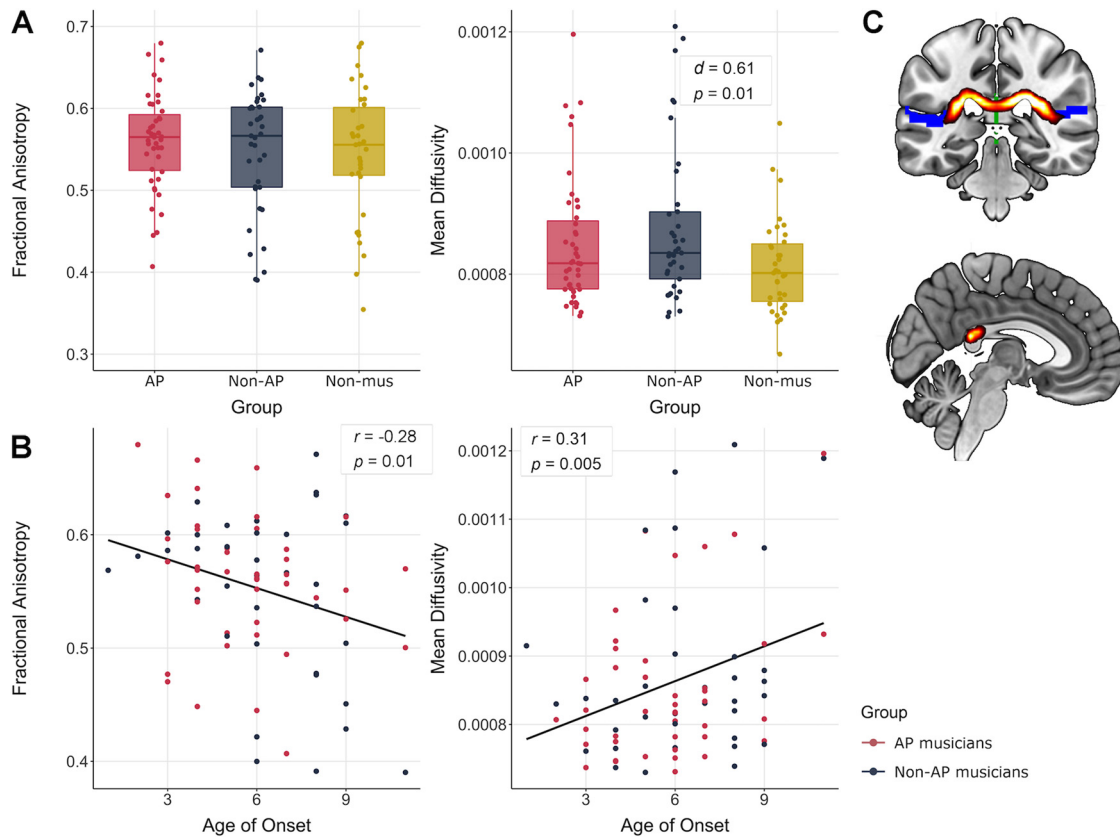 A
Fractional Anisotropy
0.7
0.6
0.5
0.4
0.3
AP
Non-AP
Non-mus
Group
Mean Diffusivity
0.0012
0.0010
0.0008
d = 0.61
p = 0.01
AP
Non-AP
Non-mus
Group
C
B
Fractional Anisotropy
0.6
0.5
0.4
r = -0.28
p = 0.01
3
6
9
Age of Onset
Mean Diffusivity
0.0012
0.0011
0.0010
0.0009
0.0008
r = 0.31
p = 0.005
3
6
9
Age of Onset
Group
AP musicians
Non-AP musicians